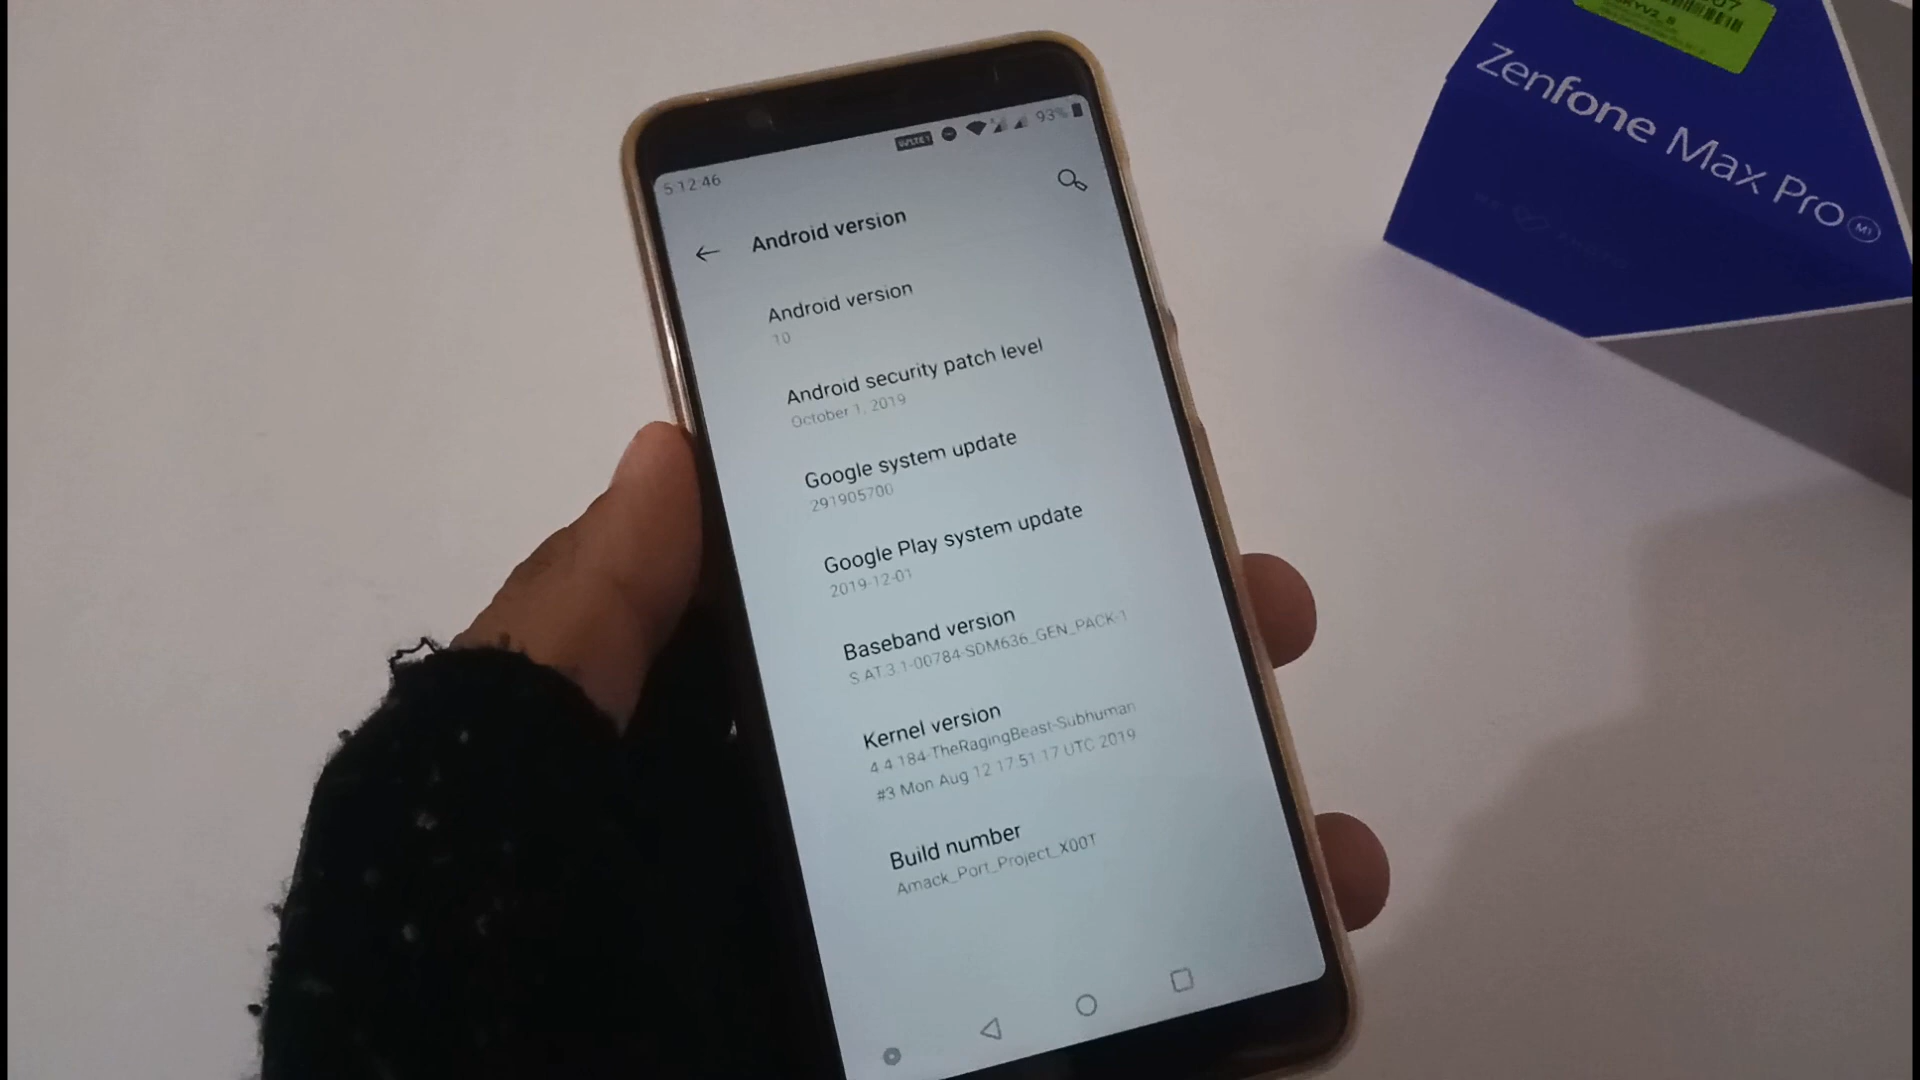 5:12:46
93%
Android version
Android version
10
Android security patch level
October 1, 2019
Google system update
291905700
Google Play system update
2019-12-01
Baseband version
S.AT.3.1-00784-SDM636_GEN_PACK-1
Kernel version
4.4.184-TheRagingBeast-Subhuman
#3 Mon Aug 12 17:51:17 UTC 2019
Build number
Amack_Port_Project_X00T
Zenfone Max Pro M1